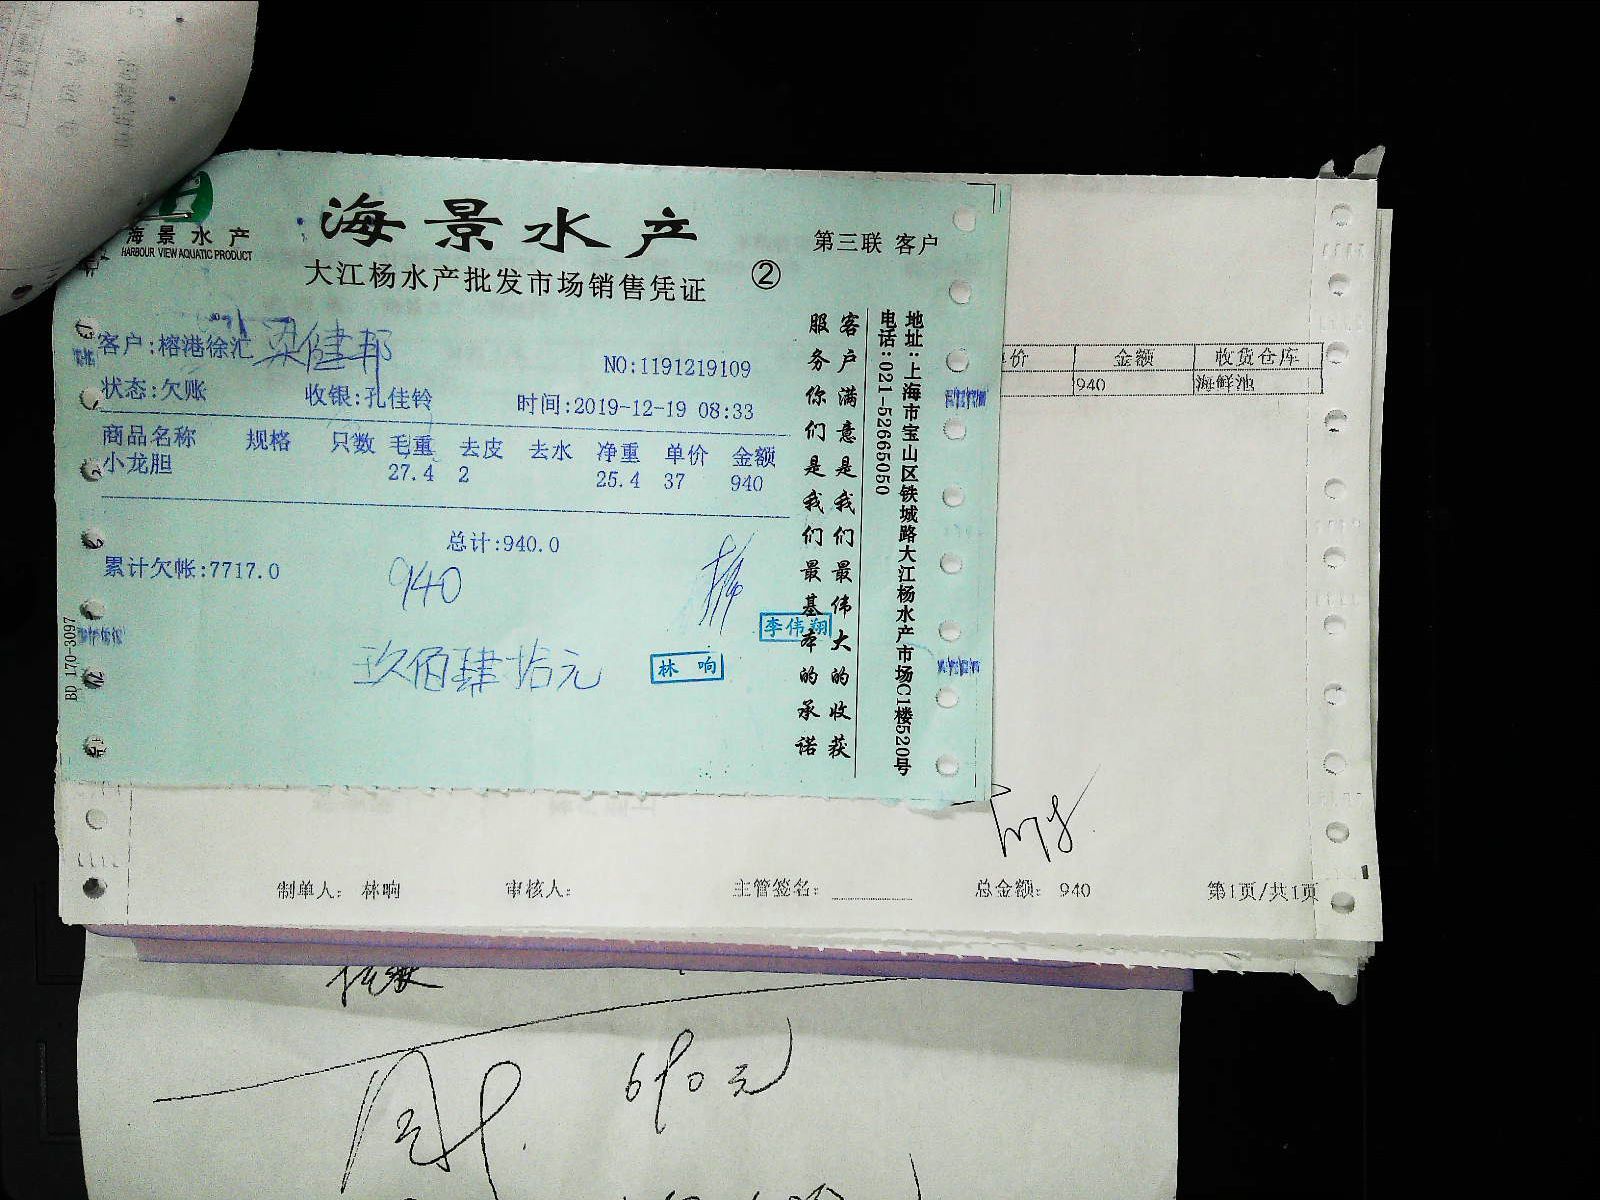 海景水产
HARBOUR VIEW AQUATIC PRODUCT
海景水产
第三联 客户
大江杨水产批发市场销售凭证
②
客户:榕港徐汇 梁健邦
NO:1191219109
状态:欠账 收银:孔佳铃 时间:2019-12-19 08:33
商品名称 规格 只数 毛重 去皮 去水 净重 单价 金额
小龙胆 27.4 2 25.4 37 940
总计:940.0
累计欠帐:7717.0
940
玖佰肆拾元
李伟翔
林响
客户满意是我们最伟大的收获
服务你们是我们最基本的承诺
地址:上海市宝山区铁城路大江杨水产市场C1楼520号
电话:021-52665050
BD 170-3097
价 金额 收货仓库
940 海鲜池
制单人: 林响 审核人: 主管签名: 总金额: 940 第1页/共1页
690元